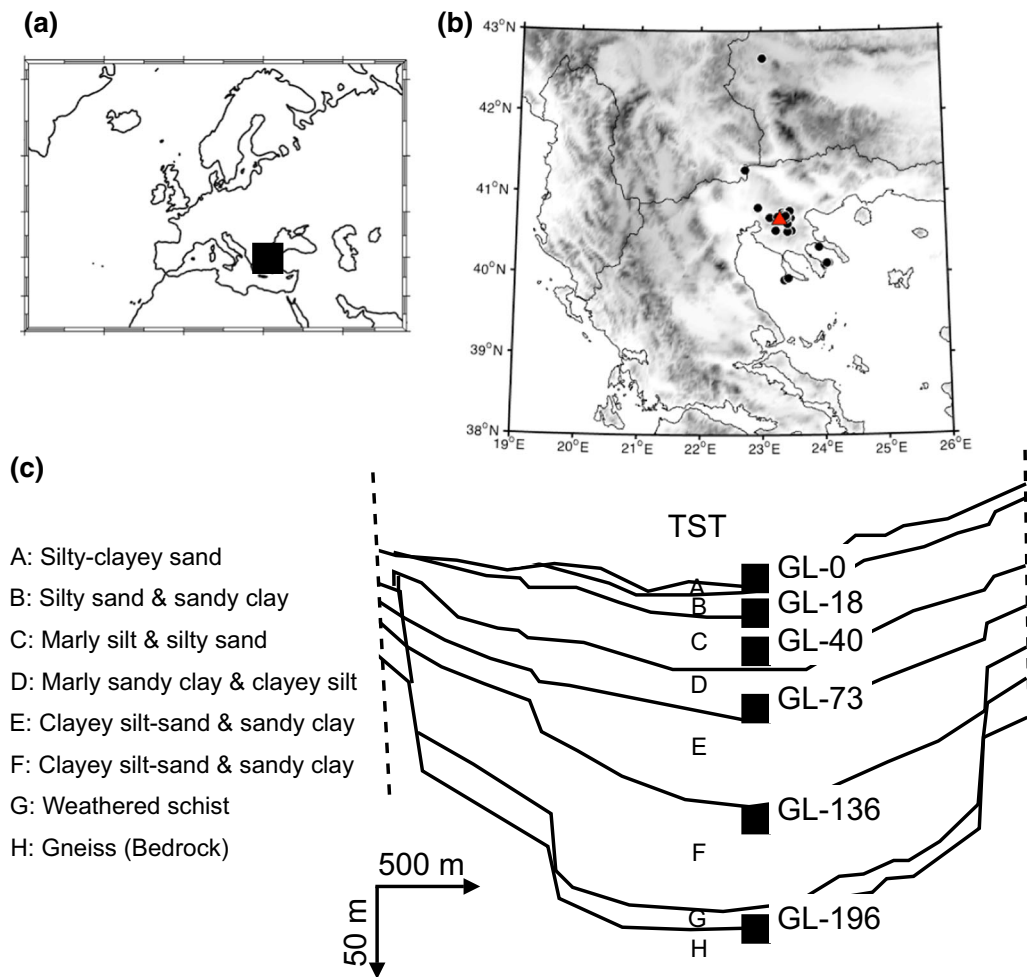 (a)
(b)
43°N
42°N
41°N
40°N
39°N
38°N
19°E 20°E 21°E 22°E 23°E 24°E 25°E 26°E
(c)
TST
A: Silty-clayey sand
B: Silty sand & sandy clay
C: Marly silt & silty sand
D: Marly sandy clay & clayey silt
E: Clayey silt-sand & sandy clay
F: Clayey silt-sand & sandy clay
G: Weathered schist
H: Gneiss (Bedrock)
500 m
50 m
A
B
C
D
E
F
G
H
GL-0
GL-18
GL-40
GL-73
GL-136
GL-196